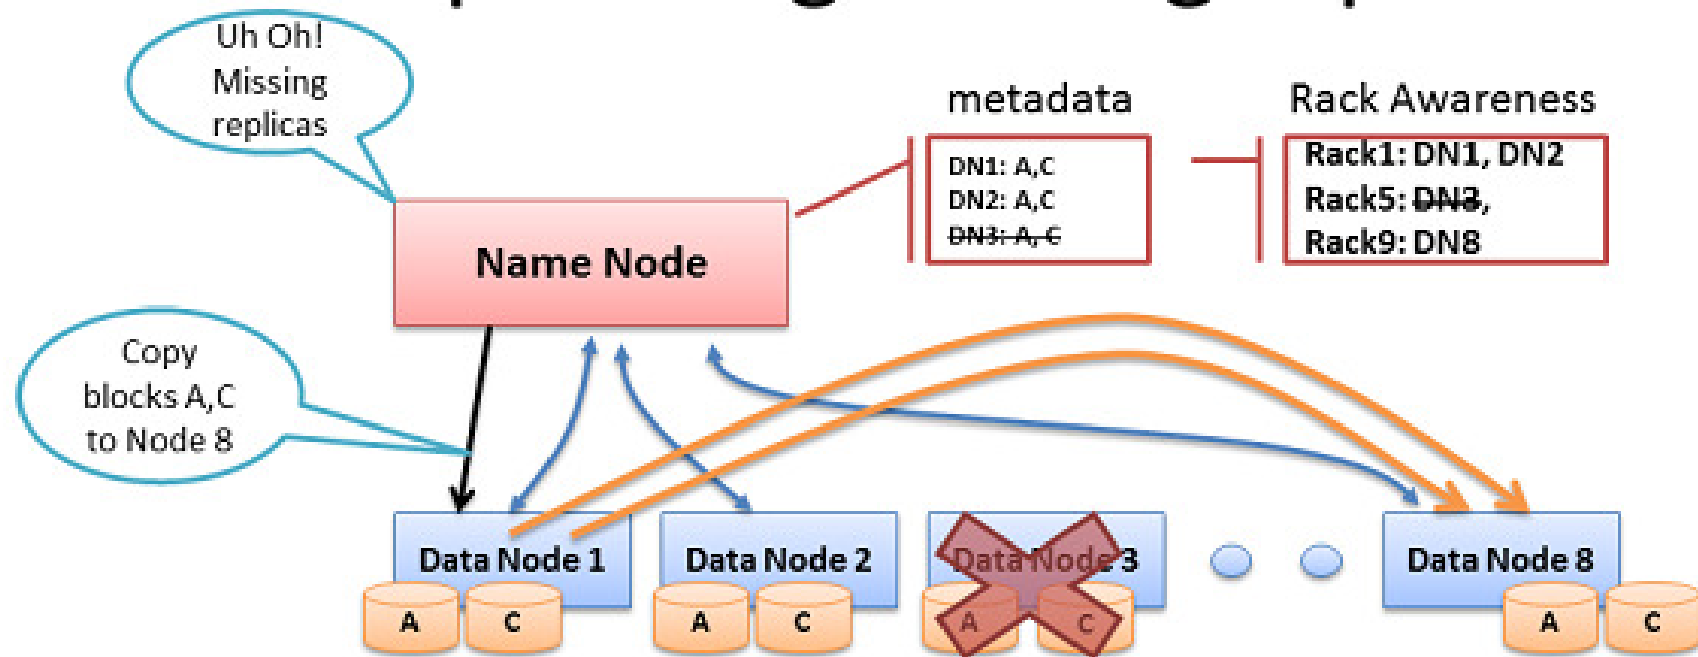 Uh Oh!
Missing
replicas
metadata
DN1: A,C
DN2: A,C
DN3: A, C
Rack Awareness
Rack1: DN1, DN2
Rack5: DN3,
Rack9: DN8
Name Node
Copy
blocks A,C
to Node 8
Data Node 1
A
C
Data Node 2
A
C
Data Node 3
A
C
Data Node 8
A
C